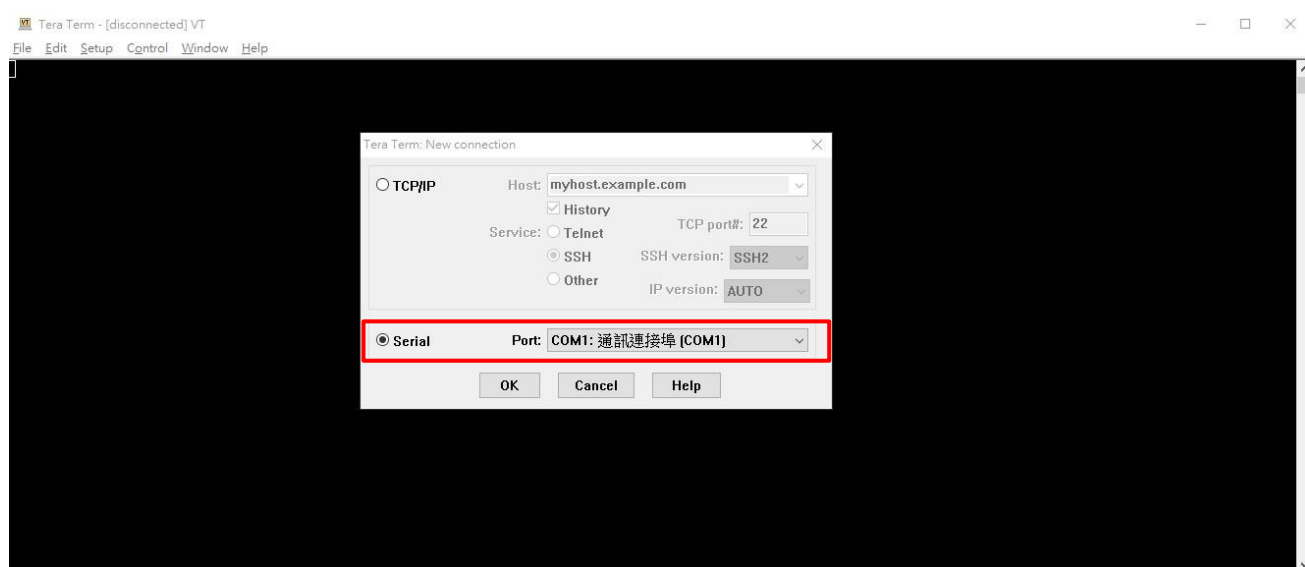 Tera Term - [disconnected] VT
File Edit Setup Control Window Help
Tera Term: New connection
TCP/IP Host: myhost.example.com
History
Service: Telnet TCP port#: 22
SSH SSH version: SSH2
Other IP version: AUTO
Serial Port: COM1: 通訊連接埠 (COM1)
OK Cancel Help